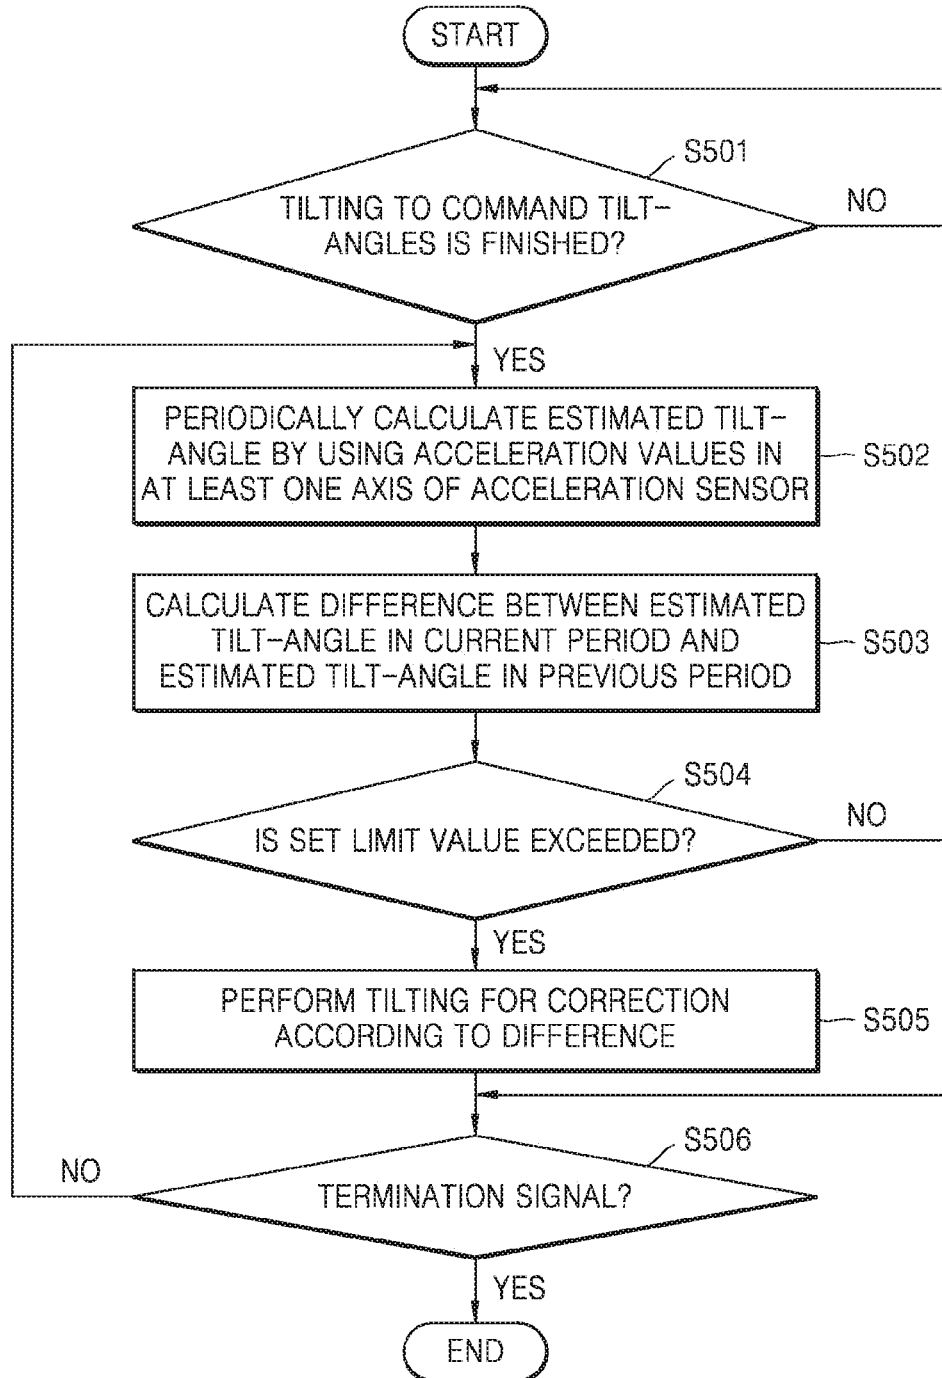 START
S501
TILTING TO COMMAND TILT-
ANGLES IS FINISHED?
NO
YES
PERIODICALLY CALCULATE ESTIMATED TILT-
ANGLE BY USING ACCELERATION VALUES IN
AT LEAST ONE AXIS OF ACCELERATION SENSOR
S502
CALCULATE DIFFERENCE BETWEEN ESTIMATED
TILT-ANGLE IN CURRENT PERIOD AND
ESTIMATED TILT-ANGLE IN PREVIOUS PERIOD
S503
S504
IS SET LIMIT VALUE EXCEEDED?
NO
YES
PERFORM TILTING FOR CORRECTION
ACCORDING TO DIFFERENCE
S505
S506
NO
TERMINATION SIGNAL?
YES
END